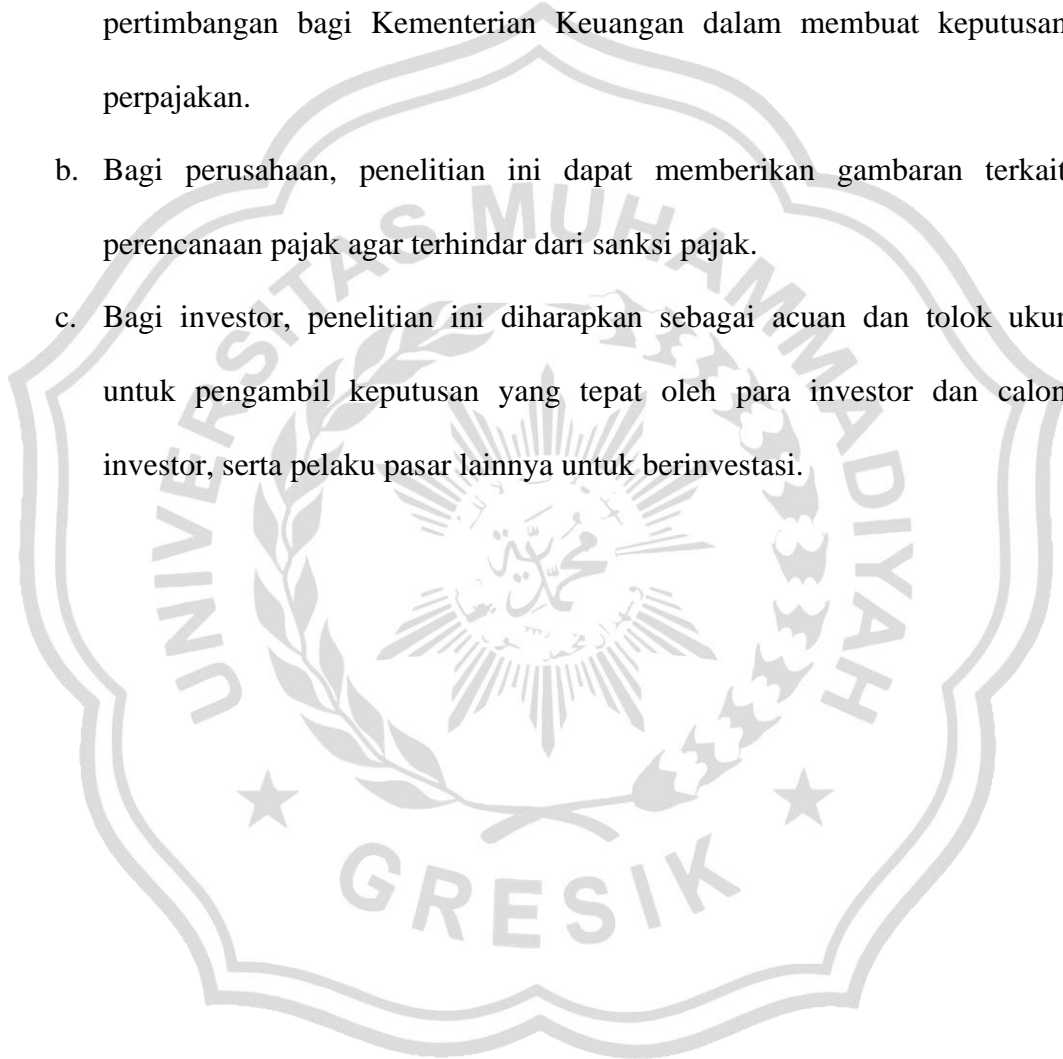 pertimbangan bagi Kementerian Keuangan dalam membuat keputusan
perpajakan.
b. Bagi perusahaan, penelitian ini dapat memberikan gambaran terkait
perencanaan pajak agar terhindar dari sanksi pajak.
c. Bagi investor, penelitian ini diharapkan sebagai acuan dan tolok ukur
untuk pengambil keputusan yang tepat oleh para investor dan calon
investor, serta pelaku pasar lainnya untuk berinvestasi.
UNIVERSITAS MUHAMMADIYAH
GRESIK